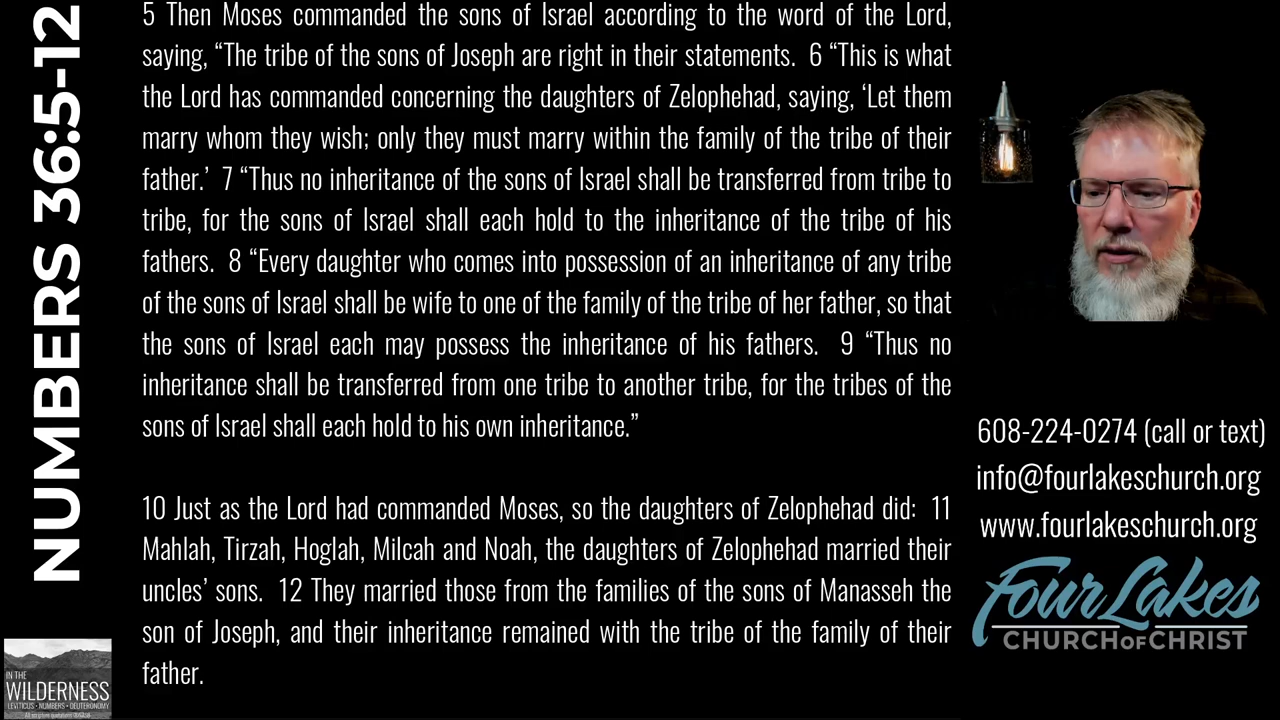 NUMBERS 36:5-12
5 Then Moses commanded the sons of Israel according to the word of the Lord,
saying, “The tribe of the sons of Joseph are right in their statements.  6 “This is what
the Lord has commanded concerning the daughters of Zelophehad, saying, ‘Let them
marry whom they wish; only they must marry within the family of the tribe of their
father.’  7 “Thus no inheritance of the sons of Israel shall be transferred from tribe to
tribe, for the sons of Israel shall each hold to the inheritance of the tribe of his
fathers.  8 “Every daughter who comes into possession of an inheritance of any tribe
of the sons of Israel shall be wife to one of the family of the tribe of her father, so that
the sons of Israel each may possess the inheritance of his fathers.  9 “Thus no
inheritance shall be transferred from one tribe to another tribe, for the tribes of the
sons of Israel shall each hold to his own inheritance.”
10 Just as the Lord had commanded Moses, so the daughters of Zelophehad did:  11
Mahlah, Tirzah, Hoglah, Milcah and Noah, the daughters of Zelophehad married their
uncles’ sons.  12 They married those from the families of the sons of Manasseh the
son of Joseph, and their inheritance remained with the tribe of the family of their
father.
608-224-0274 (call or text)
info@fourlakeschurch.org
www.fourlakeschurch.org
Four Lakes
CHURCH OF CHRIST
IN THE
WILDERNESS
LEVITICUS • NUMBERS • DEUTERONOMY